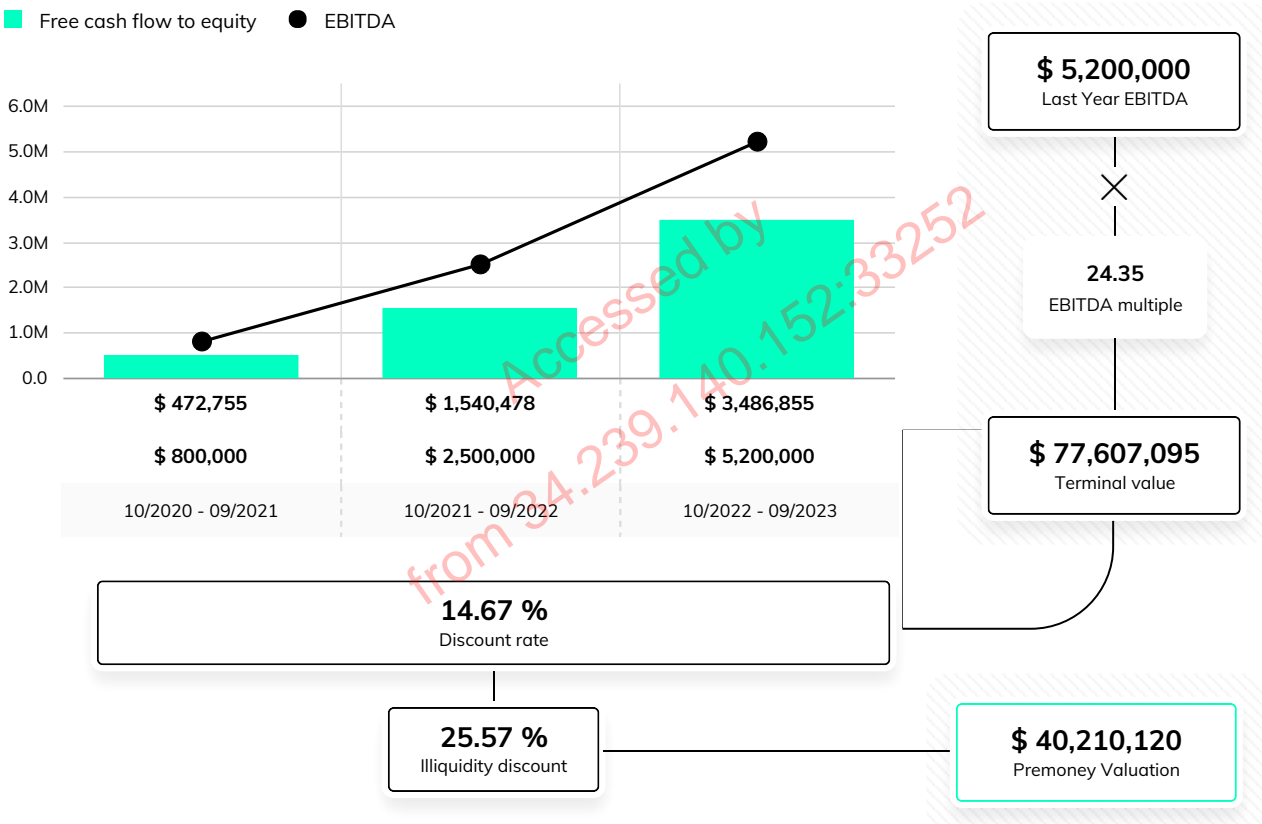 Free cash flow to equity EBITDA
6.0M
5.0M
4.0M
3.0M
2.0M
1.0M
0.0
$ 472,755 $ 1,540,478 $ 3,486,855
$ 800,000 $ 2,500,000 $ 5,200,000
10/2020 - 09/2021 10/2021 - 09/2022 10/2022 - 09/2023
$ 5,200,000
Last Year EBITDA
24.35
EBITDA multiple
$ 77,607,095
Terminal value
14.67 %
Discount rate
25.57 %
Illiquidity discount
$ 40,210,120
Premoney Valuation
Accessed by
from 34.239.140.152:33252